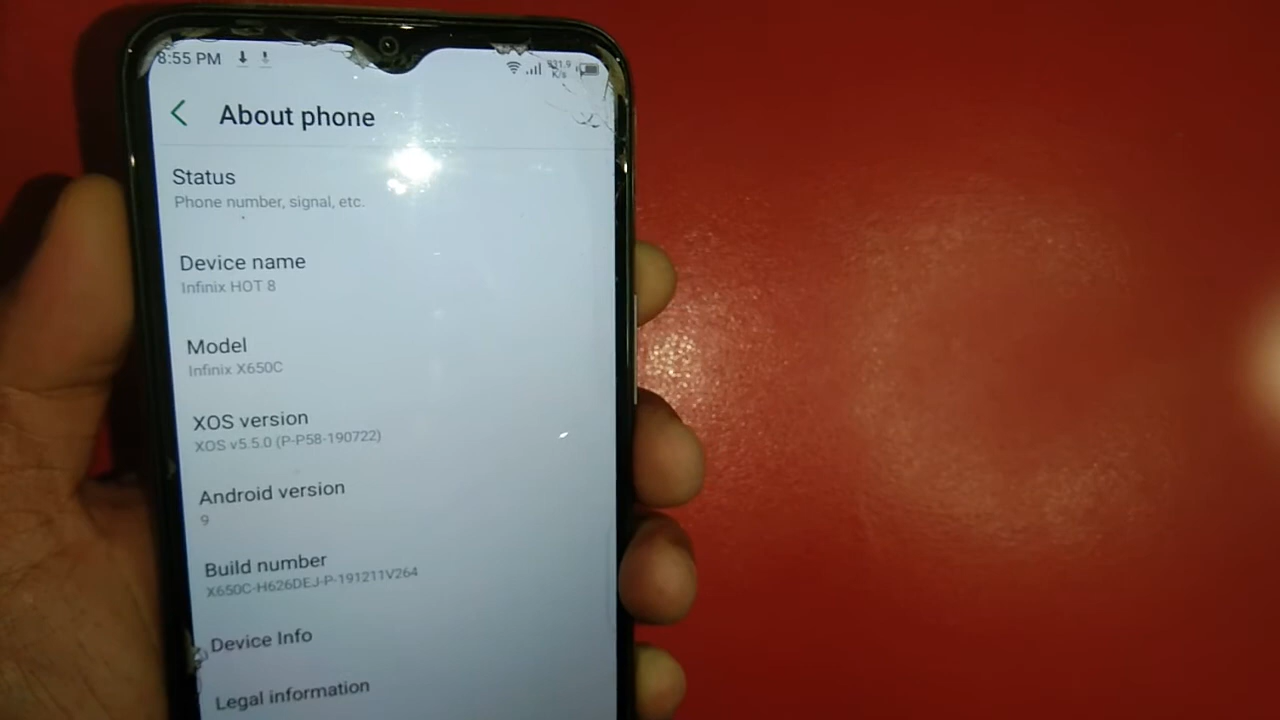 8:55 PM
931.9
K/s
About phone
Status
Phone number, signal, etc.
Device name
Infinix HOT 8
Model
Infinix X650C
XOS version
XOS v5.5.0 (P-P58-190722)
Android version
9
Build number
X650C-H626DEJ-P-191211V264
Device Info
Legal information